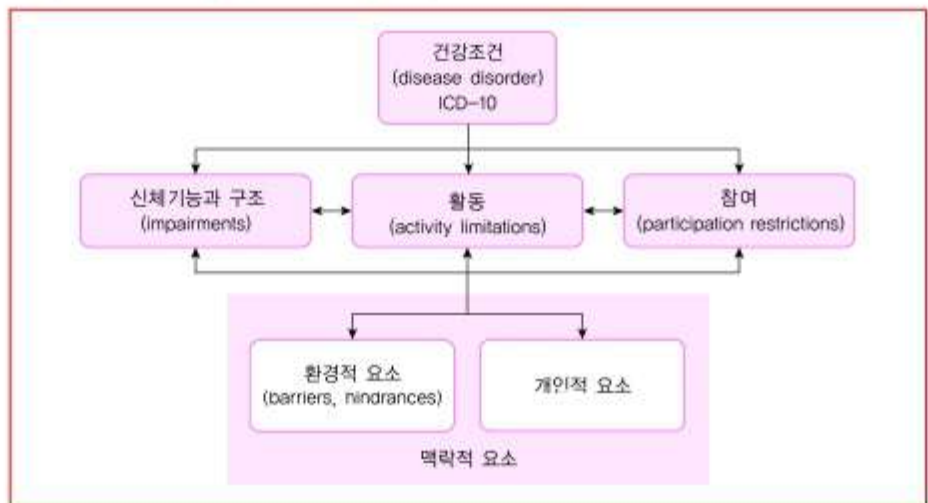 건강조건
(disease disorder)
ICD-10
신체기능과 구조
(impairments)
활동
(activity limitations)
참여
(participation restrictions)
환경적 요소
(barriers, nindrances)
개인적 요소
맥락적 요소